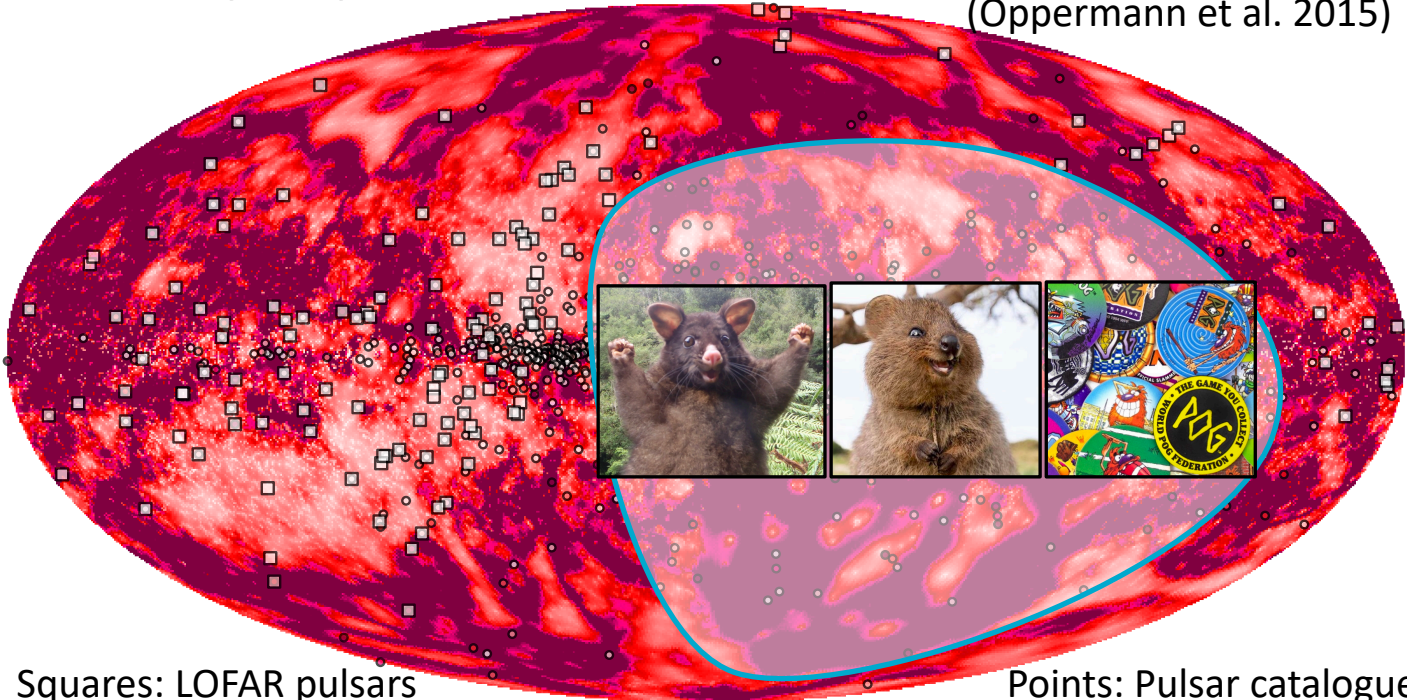 (Oppermann et al. 2015)
POG
THE GAME YOU COLLECT
WORLD POG FEDERATION
Squares: LOFAR pulsars
Points: Pulsar catalogue